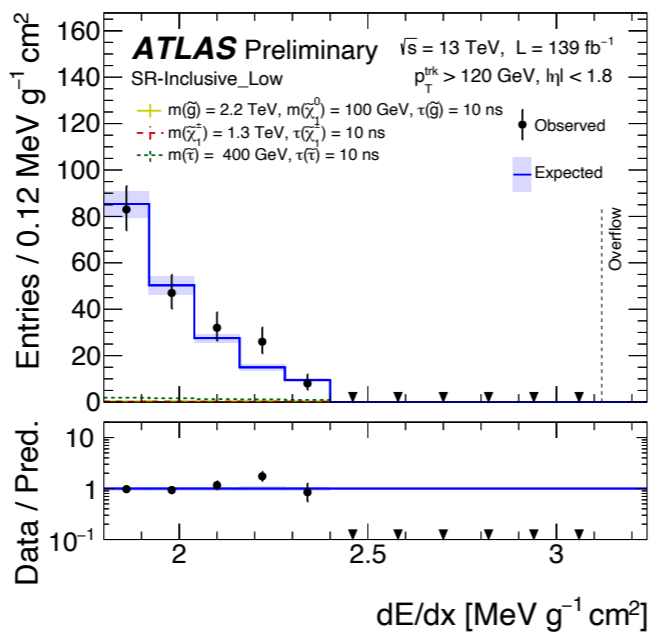 ATLAS Preliminary
√s = 13 TeV, L = 139 fb⁻¹
SR-Inclusive_Low
p_T^trk > 120 GeV, |η| < 1.8
m(g̃) = 2.2 TeV, m(χ̃₁⁰) = 100 GeV, τ(g̃) = 10 ns
m(χ̃₁±) = 1.3 TeV, τ(χ̃₁±) = 10 ns
m(τ̃) = 400 GeV, τ(τ̃) = 10 ns
Observed
Expected
Overflow
Entries / 0.12 MeV g⁻¹ cm²
160
140
120
100
80
60
40
20
0
Data / Pred.
10
1
10⁻¹
2
2.5
3
dE/dx [MeV g⁻¹ cm²]